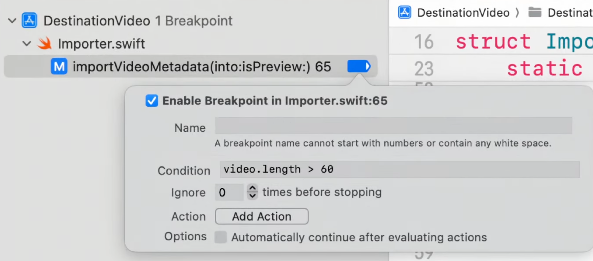 DestinationVideo 1 Breakpoint
Importer.swift
M importVideoMetadata(into:isPreview:) 65
DestinationVideo 〉 Destinat
16 struct Impo
23 static
Enable Breakpoint in Importer.swift:65
Name
A breakpoint name cannot start with numbers or contain any white space.
Condition video.length > 60
Ignore 0 times before stopping
Action Add Action
Options Automatically continue after evaluating actions